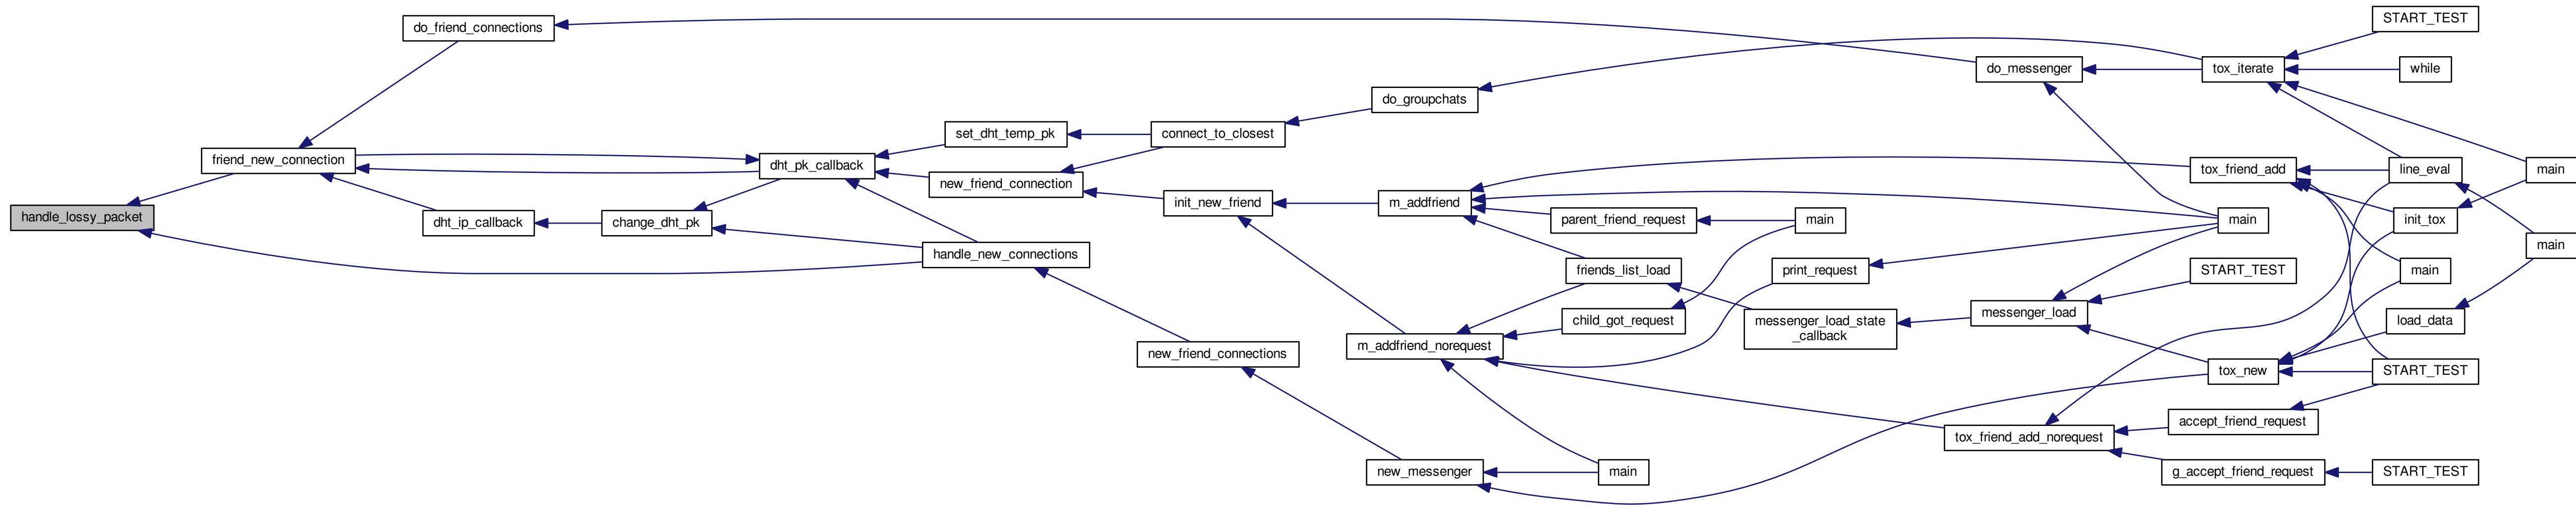 handle_lossy_packet
friend_new_connection
do_friend_connections
dht_ip_callback
change_dht_pk
dht_pk_callback
set_dht_temp_pk
new_friend_connection
handle_new_connections
connect_to_closest
init_new_friend
new_friend_connections
do_groupchats
m_addfriend
m_addfriend_norequest
new_messenger
parent_friend_request
friends_list_load
child_got_request
main
main
print_request
messenger_load_state
_callback
do_messenger
messenger_load
tox_friend_add_norequest
tox_iterate
tox_friend_add
main
START_TEST
tox_new
accept_friend_request
g_accept_friend_request
START_TEST
while
line_eval
init_tox
main
load_data
START_TEST
START_TEST
main
main